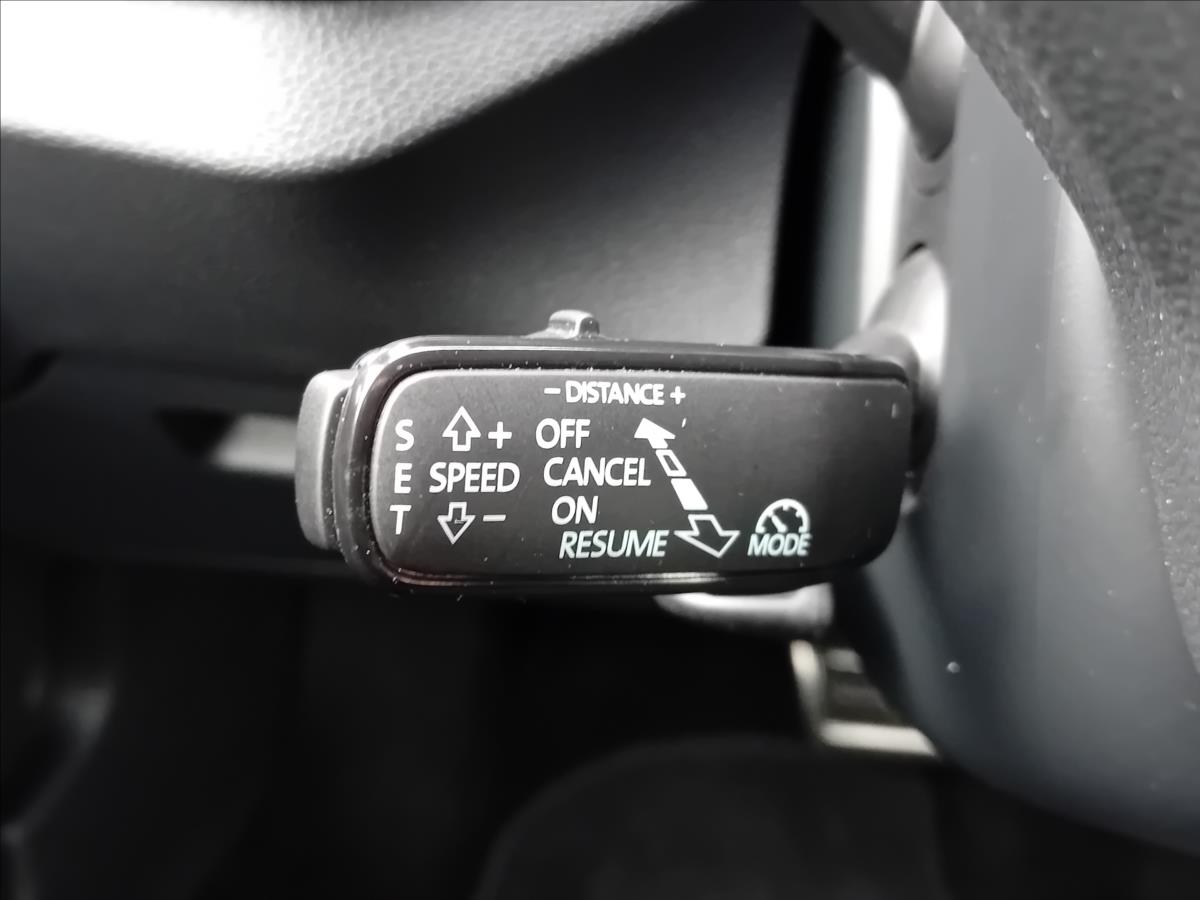 - DISTANCE +
S + OFF
E SPEED CANCEL
T - ON
RESUME MODE